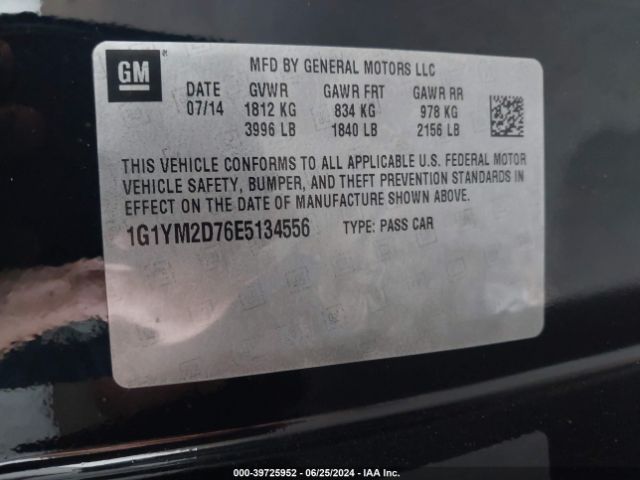 GM
MFD BY GENERAL MOTORS LLC
DATE GVWR GAWR FRT GAWR RR
07/14 1812 KG 834 KG 978 KG
3996 LB 1840 LB 2156 LB
THIS VEHICLE CONFORMS TO ALL APPLICABLE U.S. FEDERAL MOTOR
VEHICLE SAFETY, BUMPER, AND THEFT PREVENTION STANDARDS IN
EFFECT ON THE DATE OF MANUFACTURE SHOWN ABOVE.
1G1YM2D76E5134556 TYPE: PASS CAR
000-39725952 - 06/25/2024 - IAA Inc.